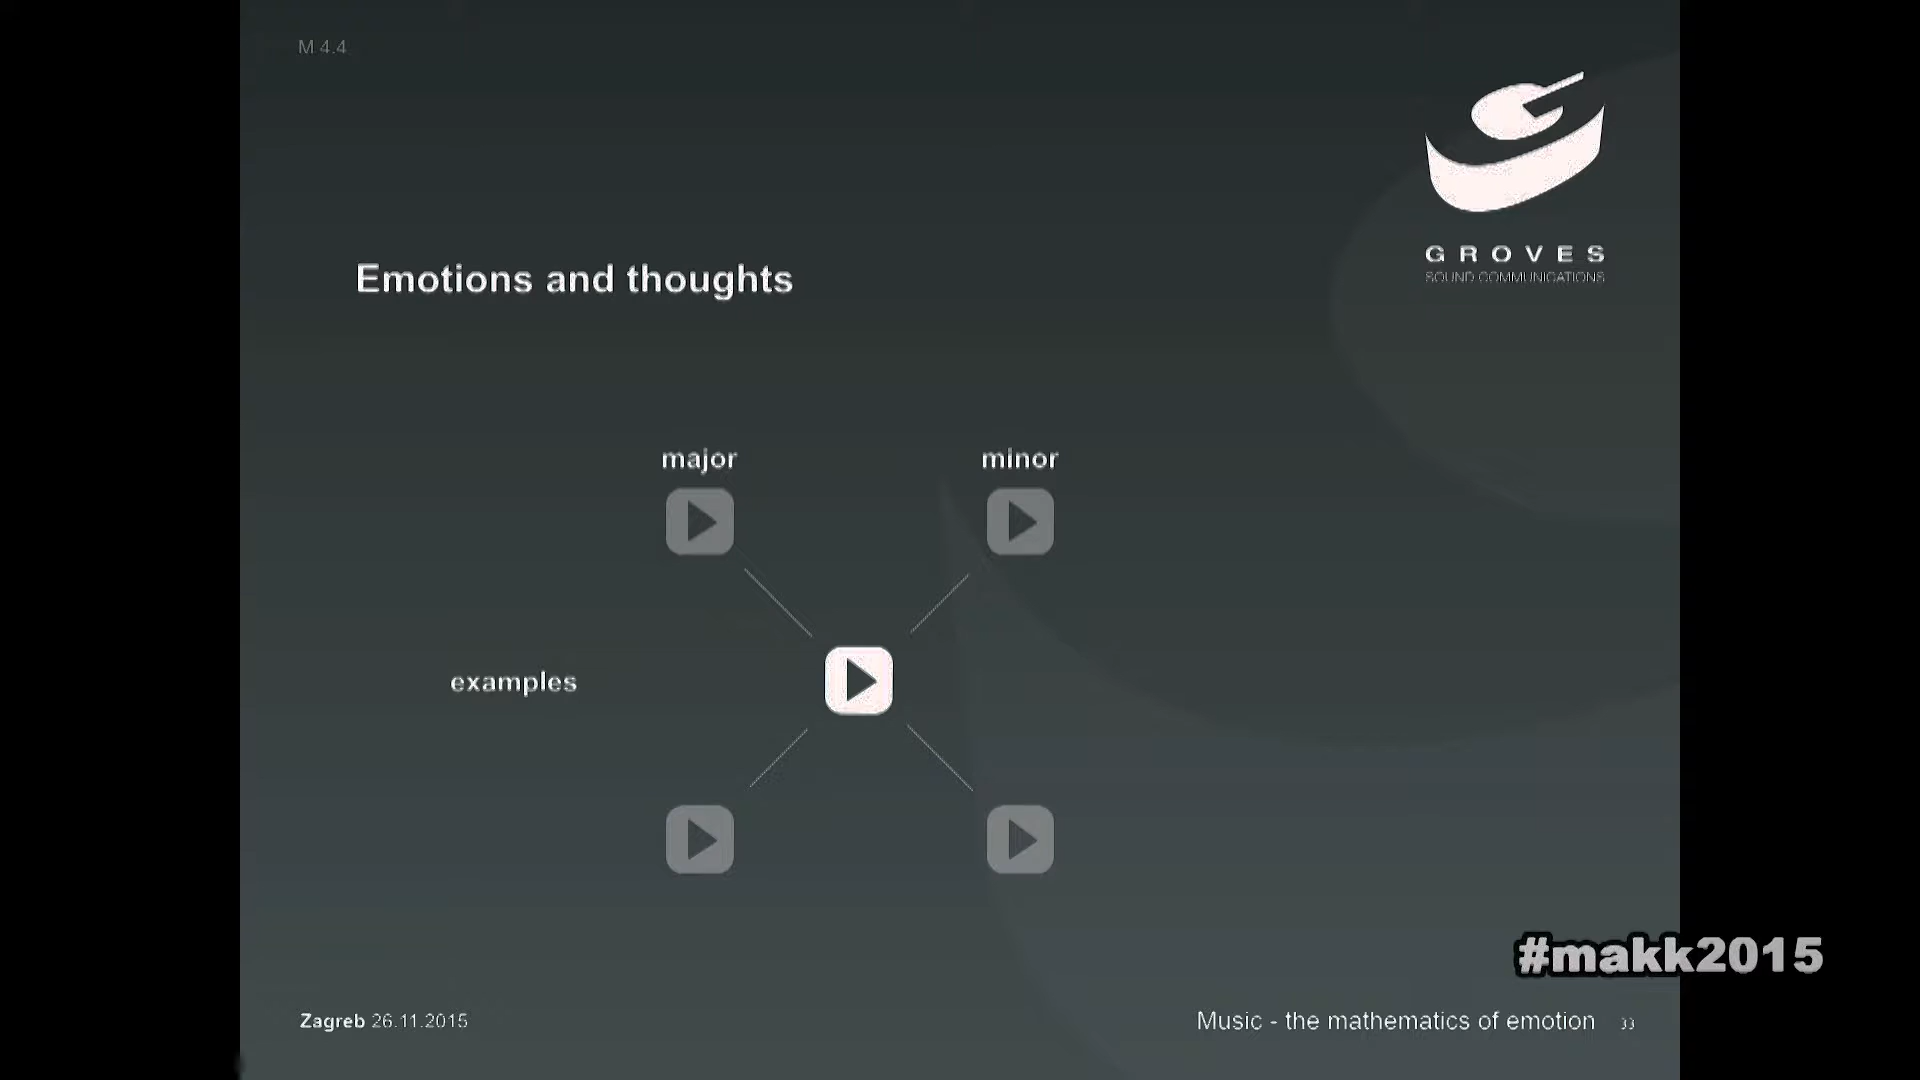 M 4.4
GROVES
SOUND COMMUNICATIONS
Emotions and thoughts
major
minor
examples
#makk2015
Zagreb 26.11.2015
Music - the mathematics of emotion
33